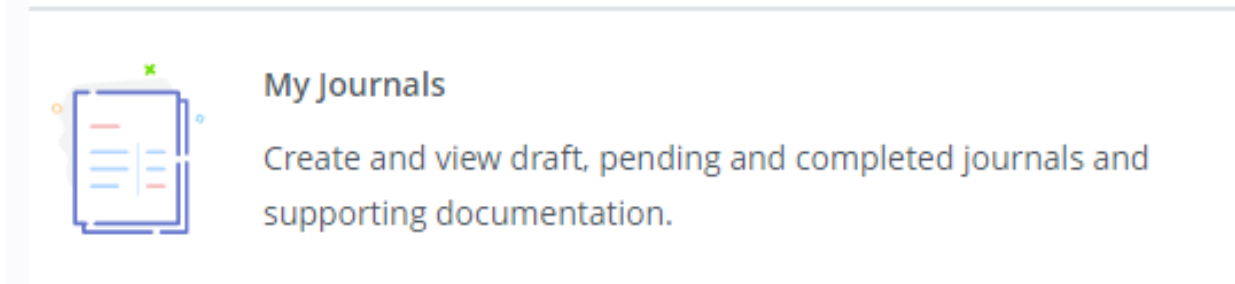 My Journals
Create and view draft, pending and completed journals and
supporting documentation.